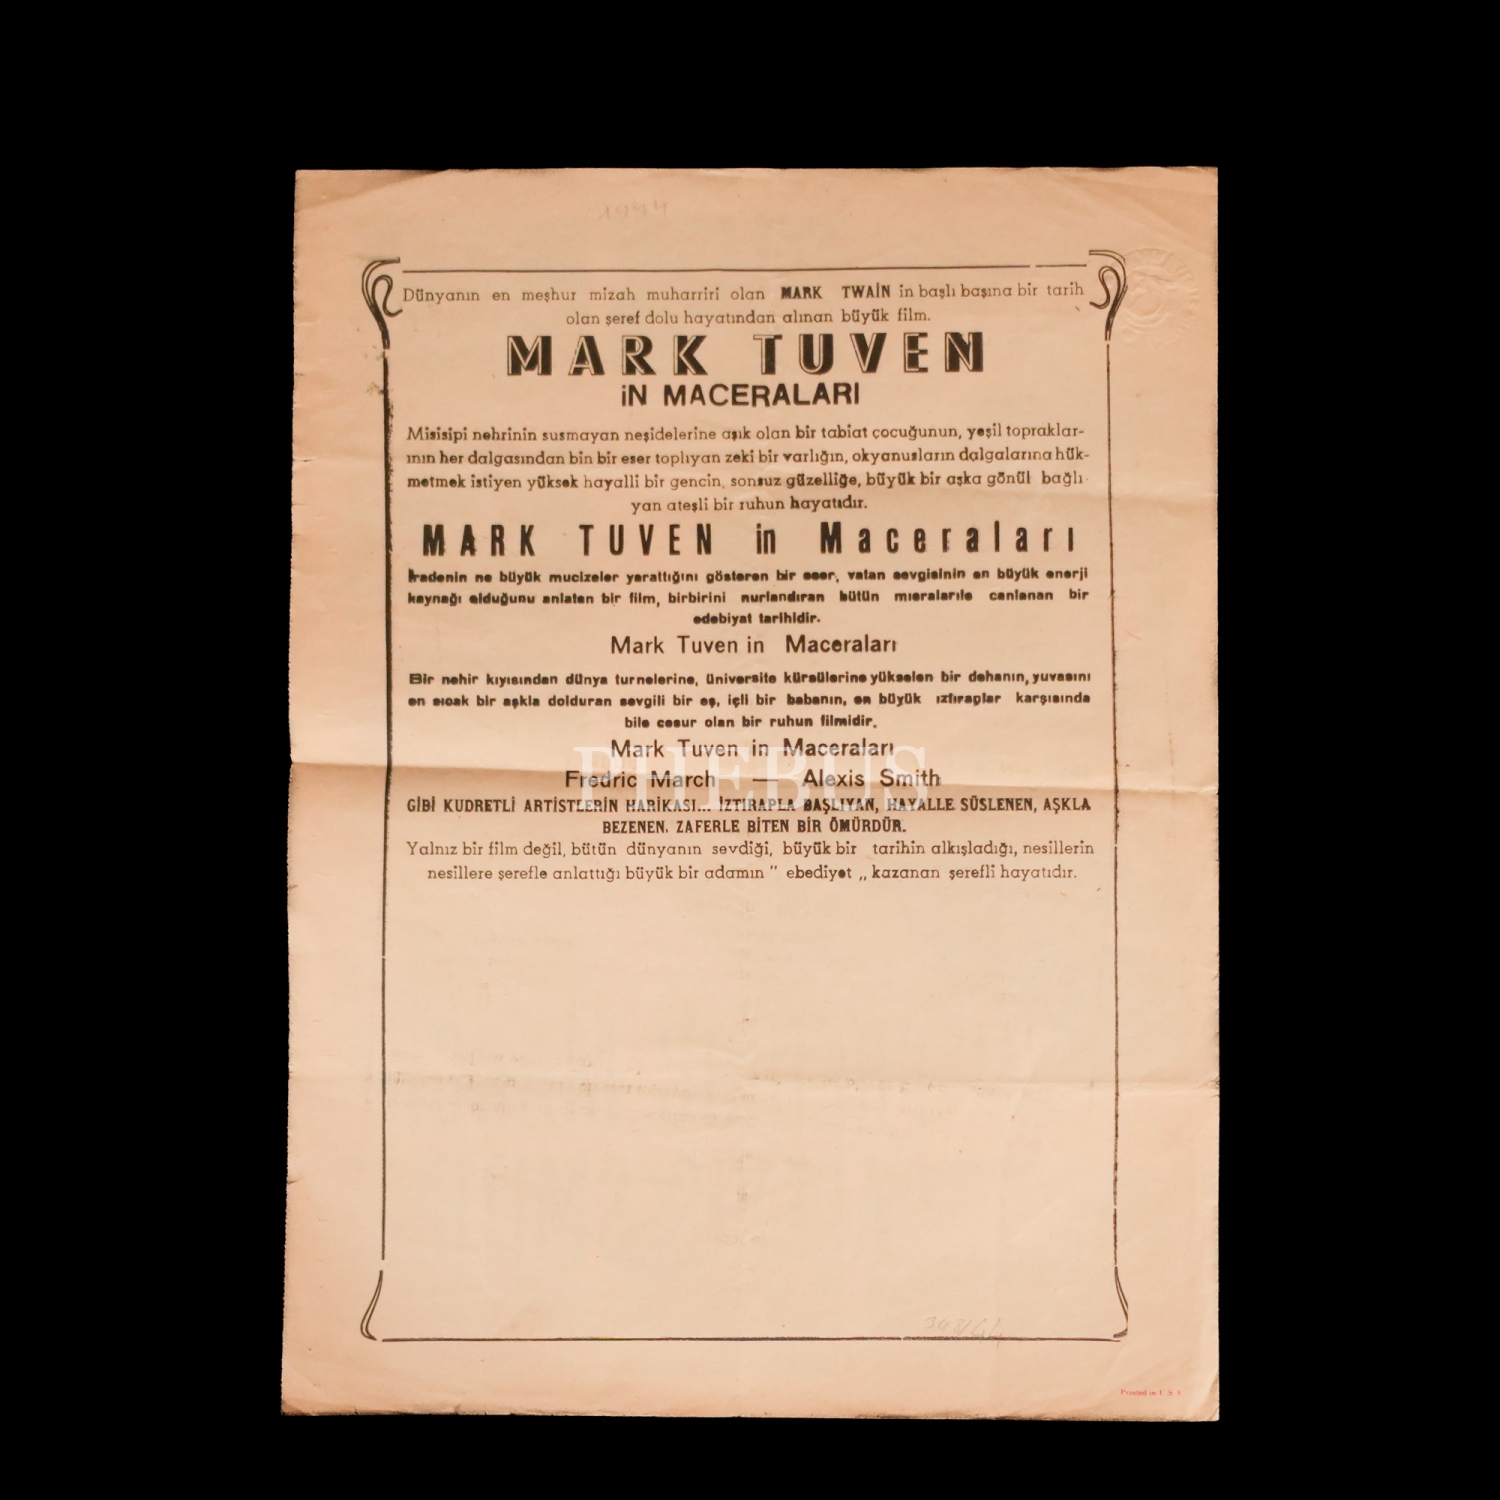 1944
Dünyanın en meşhur mizah muharriri olan MARK TWAİN in başlı başına bir tarih
olan şeref dolu hayatından alınan büyük film.
MARK TUVEN
iN MACERALARI
Misisipi nehrinin susmayan neşidelerine aşık olan bir tabiat çocuğunun, yeşil topraklar-
ının her dalgasından bin bir eser toplıyan zeki bir varlığın, okyanusların dalgalarına hük-
metmek istiyen yüksek hayalli bir gencin, sonsuz güzelliğe, büyük bir aşka gönül bağlı-
yan ateşli bir ruhun hayatıdır.
MARK TUVEN in Maceraları
İradenin ne büyük mucizeler yarattığını gösteren bir eser, vatan sevgisinin en büyük enerji
kaynağı olduğunu anlatan bir film, birbirini nurlandıran bütün mısralarile canlanan bir
edebiyat tarihidir.
Mark Tuven in Maceraları
Bir nehir kıyısından dünya turnelerine, üniversite kürsülerine yükselen bir dehanın, yuvasını
en sıcak bir aşkla dolduran sevgili bir eş, içli bir babanın, en büyük ıztıraplar karşısında
bile cesur olan bir ruhun filmidir.
Mark Tuven in Maceraları
PHEBUS
Fredric March — Alexis Smith
GİBİ KUDRETLİ ARTİSTLERİN HARİKASI... İZTIRAPLA BAŞLIYAN, HAYALLE SÜSLENEN, AŞKLA
BEZENEN, ZAFERLE BİTEN BİR ÖMÜRDÜR.
Yalnız bir film değil, bütün dünyanın sevdiği, büyük bir tarihin alkışladığı, nesillerin
nesillere şerefle anlattığı büyük bir adamın " ebediyet „ kazanan şerefli hayatıdır.
Printed in U.S.A